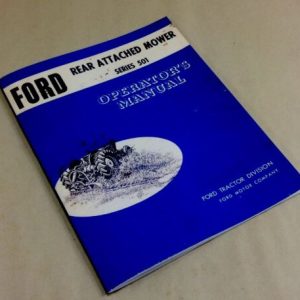 FORD
REAR ATTACHED MOWER
SERIES 501
OPERATOR'S
MANUAL
FORD TRACTOR DIVISION
FORD MOTOR COMPANY